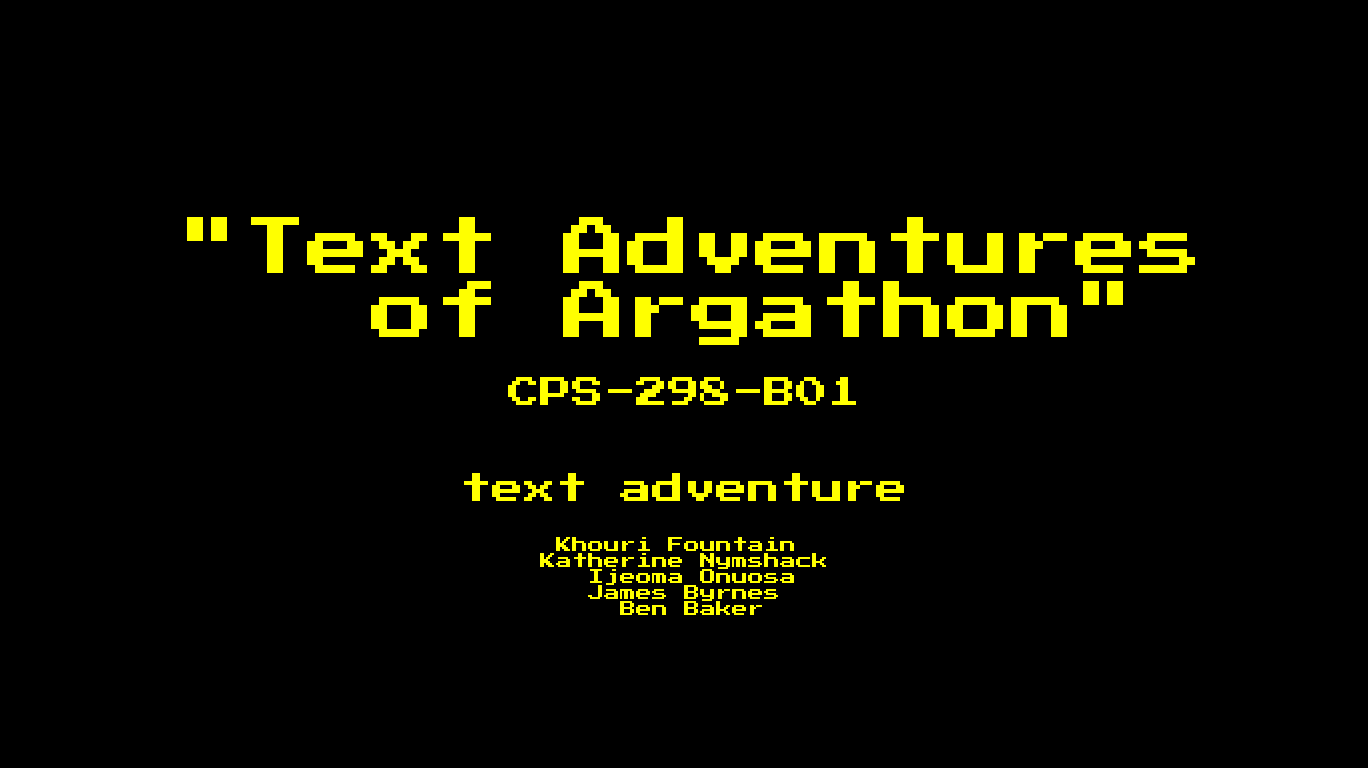 "Text Adventures
of Argathon"
CPS-298-B01
text adventure
Khouri Fountain
Katherine Nymshack
Ijeoma Onuosa
James Byrnes
Ben Baker